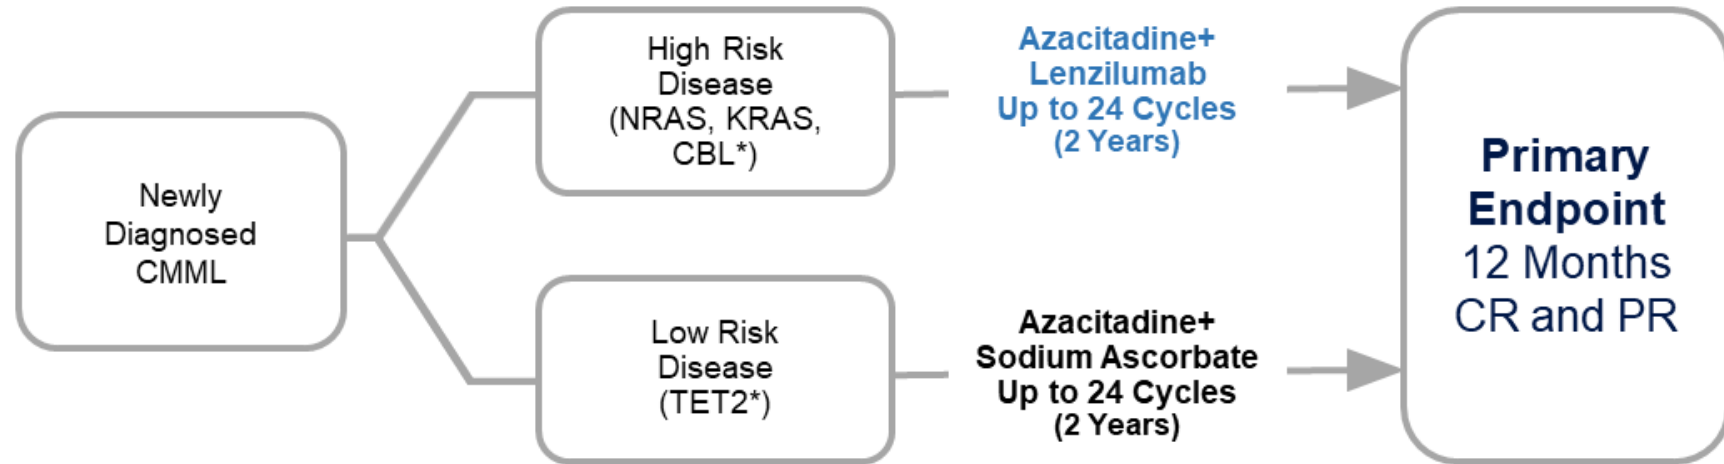 Newly
Diagnosed
CMML
High Risk
Disease
(NRAS, KRAS,
CBL*)
Azacitadine+
Lenzilumab
Up to 24 Cycles
(2 Years)
Low Risk
Disease
(TET2*)
Azacitadine+
Sodium Ascorbate
Up to 24 Cycles
(2 Years)
Primary
Endpoint
12 Months
CR and PR